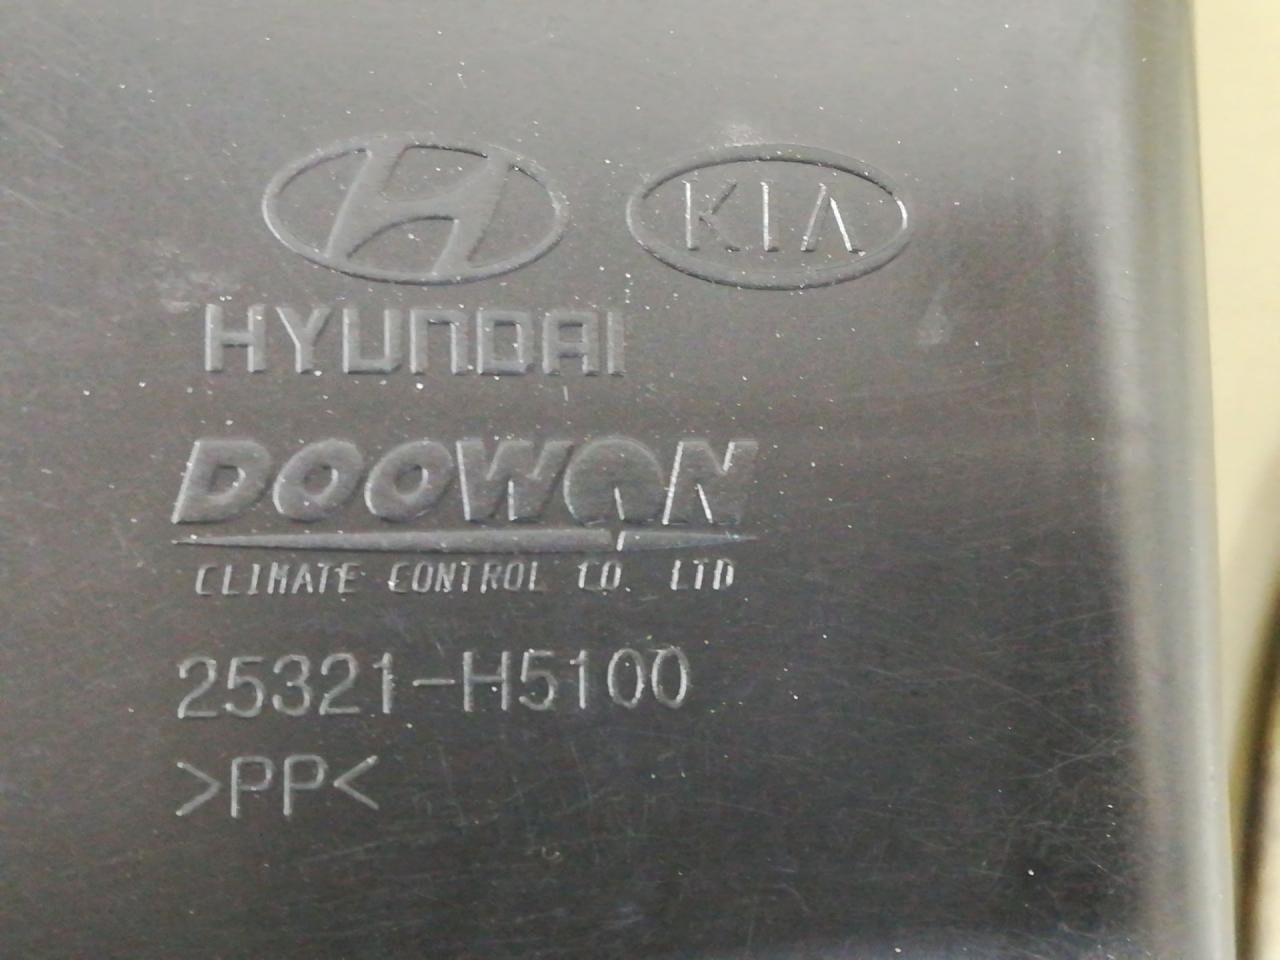 KIA
HYUNDAI
DOOWON
CLIMATE CONTROL CO. LTD
25321-H5100
>PP<